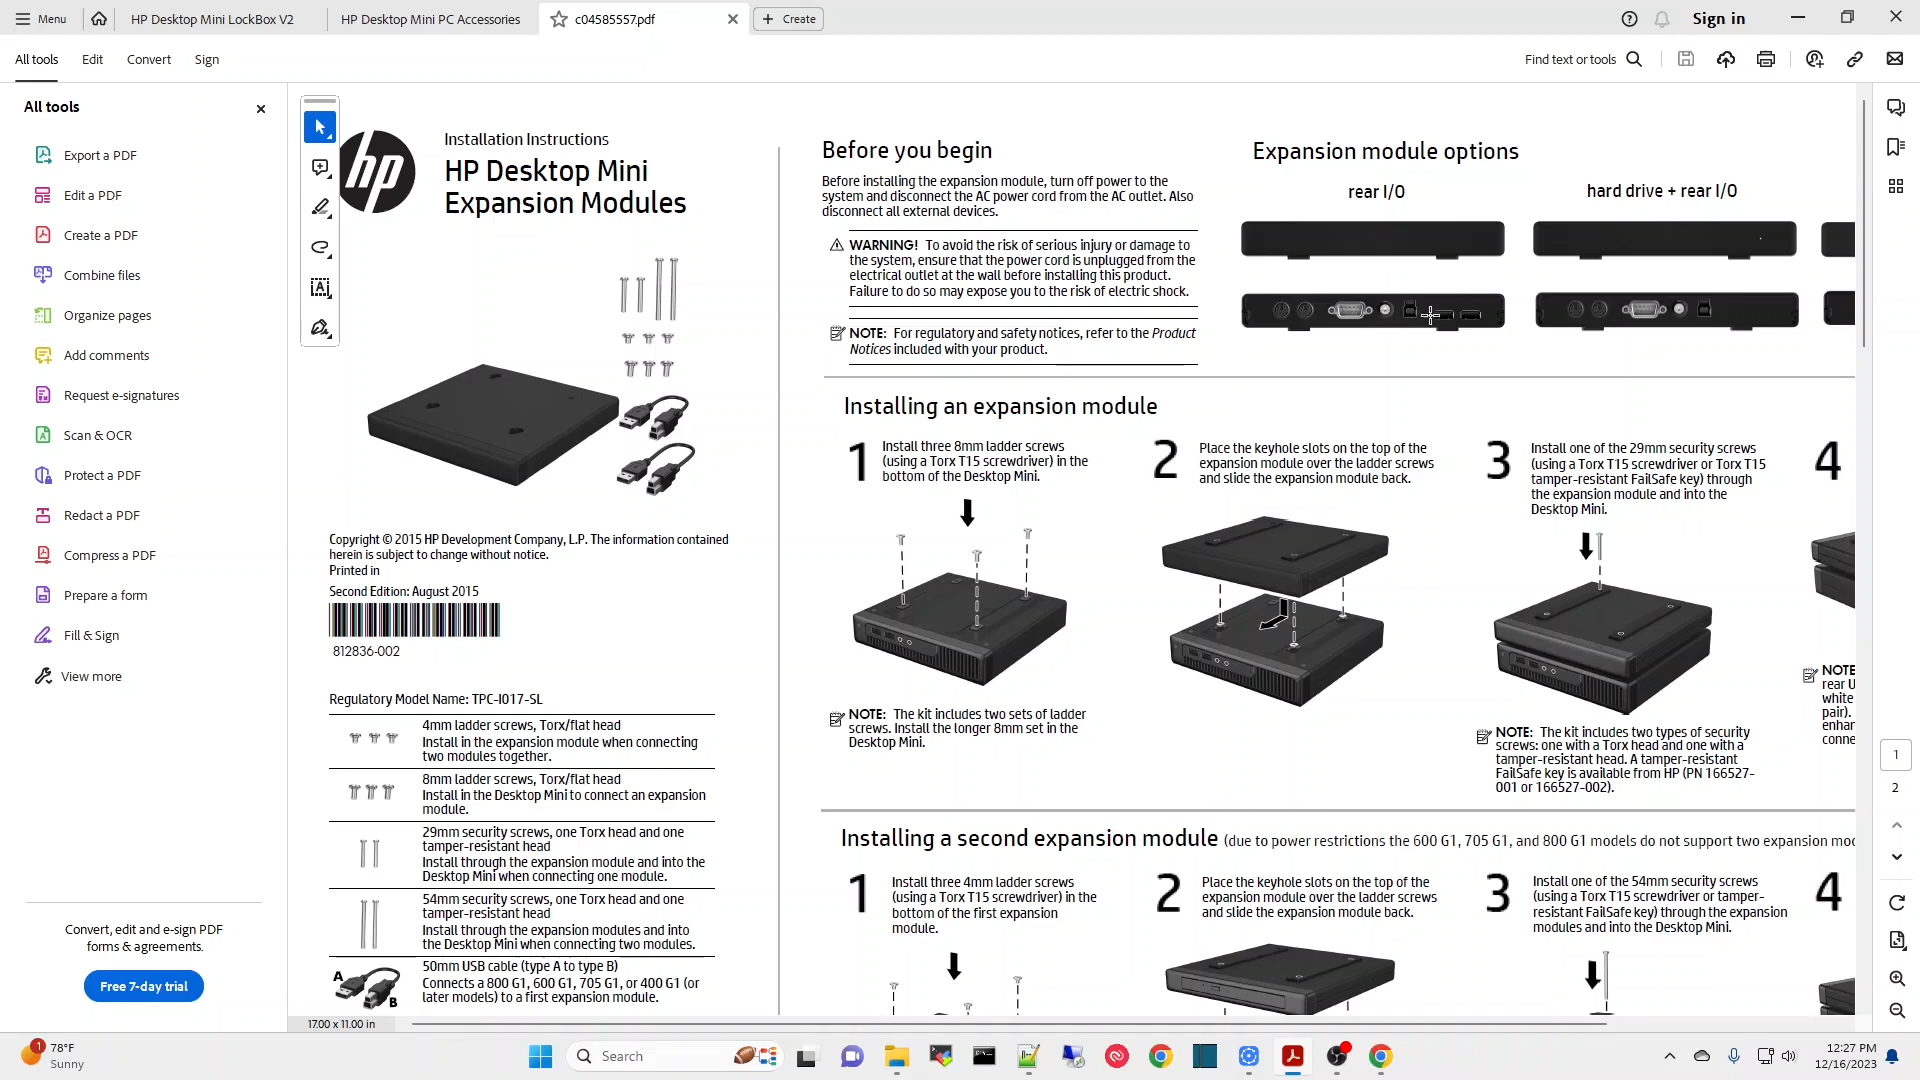 Menu
HP Desktop Mini LockBox V2
HP Desktop Mini PC Accessories
c04585557.pdf
Create
Sign in
All tools
Edit
Convert
Sign
Find text or tools
All tools
Export a PDF
Edit a PDF
Create a PDF
Combine files
Organize pages
Add comments
Request e-signatures
Scan & OCR
Protect a PDF
Redact a PDF
Compress a PDF
Prepare a form
Fill & Sign
View more
Convert, edit and e-sign PDF
forms & agreements.
Free 7-day trial
hp
Installation Instructions
HP Desktop Mini
Expansion Modules
Copyright © 2015 HP Development Company, L.P. The information contained
herein is subject to change without notice.
Printed in
Second Edition: August 2015
812836-002
Regulatory Model Name: TPC-I017-SL
4mm ladder screws, Torx/flat head
Install in the expansion module when connecting
two modules together.
8mm ladder screws, Torx/flat head
Install in the Desktop Mini to connect an expansion
module.
29mm security screws, one Torx head and one
tamper-resistant head
Install through the expansion module and into the
Desktop Mini when connecting one module.
54mm security screws, one Torx head and one
tamper-resistant head
Install through the expansion modules and into
the Desktop Mini when connecting two modules.
A
B
50mm USB cable (type A to type B)
Connects a 800 G1, 600 G1, 705 G1, or 400 G1 (or
later models) to a first expansion module.
17.00 x 11.00 in
Before you begin
Before installing the expansion module, turn off power to the
system and disconnect the AC power cord from the AC outlet. Also
disconnect all external devices.
WARNING! To avoid the risk of serious injury or damage to
the system, ensure that the power cord is unplugged from the
electrical outlet at the wall before installing this product.
Failure to do so may expose you to the risk of electric shock.
NOTE: For regulatory and safety notices, refer to the Product
Notices included with your product.
Expansion module options
rear I/O
hard drive + rear I/O
Installing an expansion module
1
Install three 8mm ladder screws
(using a Torx T15 screwdriver) in the
bottom of the Desktop Mini.
NOTE: The kit includes two sets of ladder
screws. Install the longer 8mm set in the
Desktop Mini.
2
Place the keyhole slots on the top of the
expansion module over the ladder screws
and slide the expansion module back.
3
Install one of the 29mm security screws
(using a Torx T15 screwdriver or Torx T15
tamper-resistant FailSafe key) through
the expansion module and into the
Desktop Mini.
NOTE: The kit includes two types of security
screws: one with a Torx head and one with a
tamper-resistant head. A tamper-resistant
FailSafe key is available from HP (PN 166527-
001 or 166527-002).
4
NOTE
rear U
white
pair).
enhan
conne
Installing a second expansion module (due to power restrictions the 600 G1, 705 G1, and 800 G1 models do not support two expansion mo
1
Install three 4mm ladder screws
(using a Torx T15 screwdriver) in the
bottom of the first expansion
module.
2
Place the keyhole slots on the top of the
expansion module over the ladder screws
and slide the expansion module back.
3
Install one of the 54mm security screws
(using a Torx T15 screwdriver or tamper-
resistant FailSafe key) through the expansion
modules and into the Desktop Mini.
4
1
2
1
78°F
Sunny
Search
12:27 PM
12/16/2023